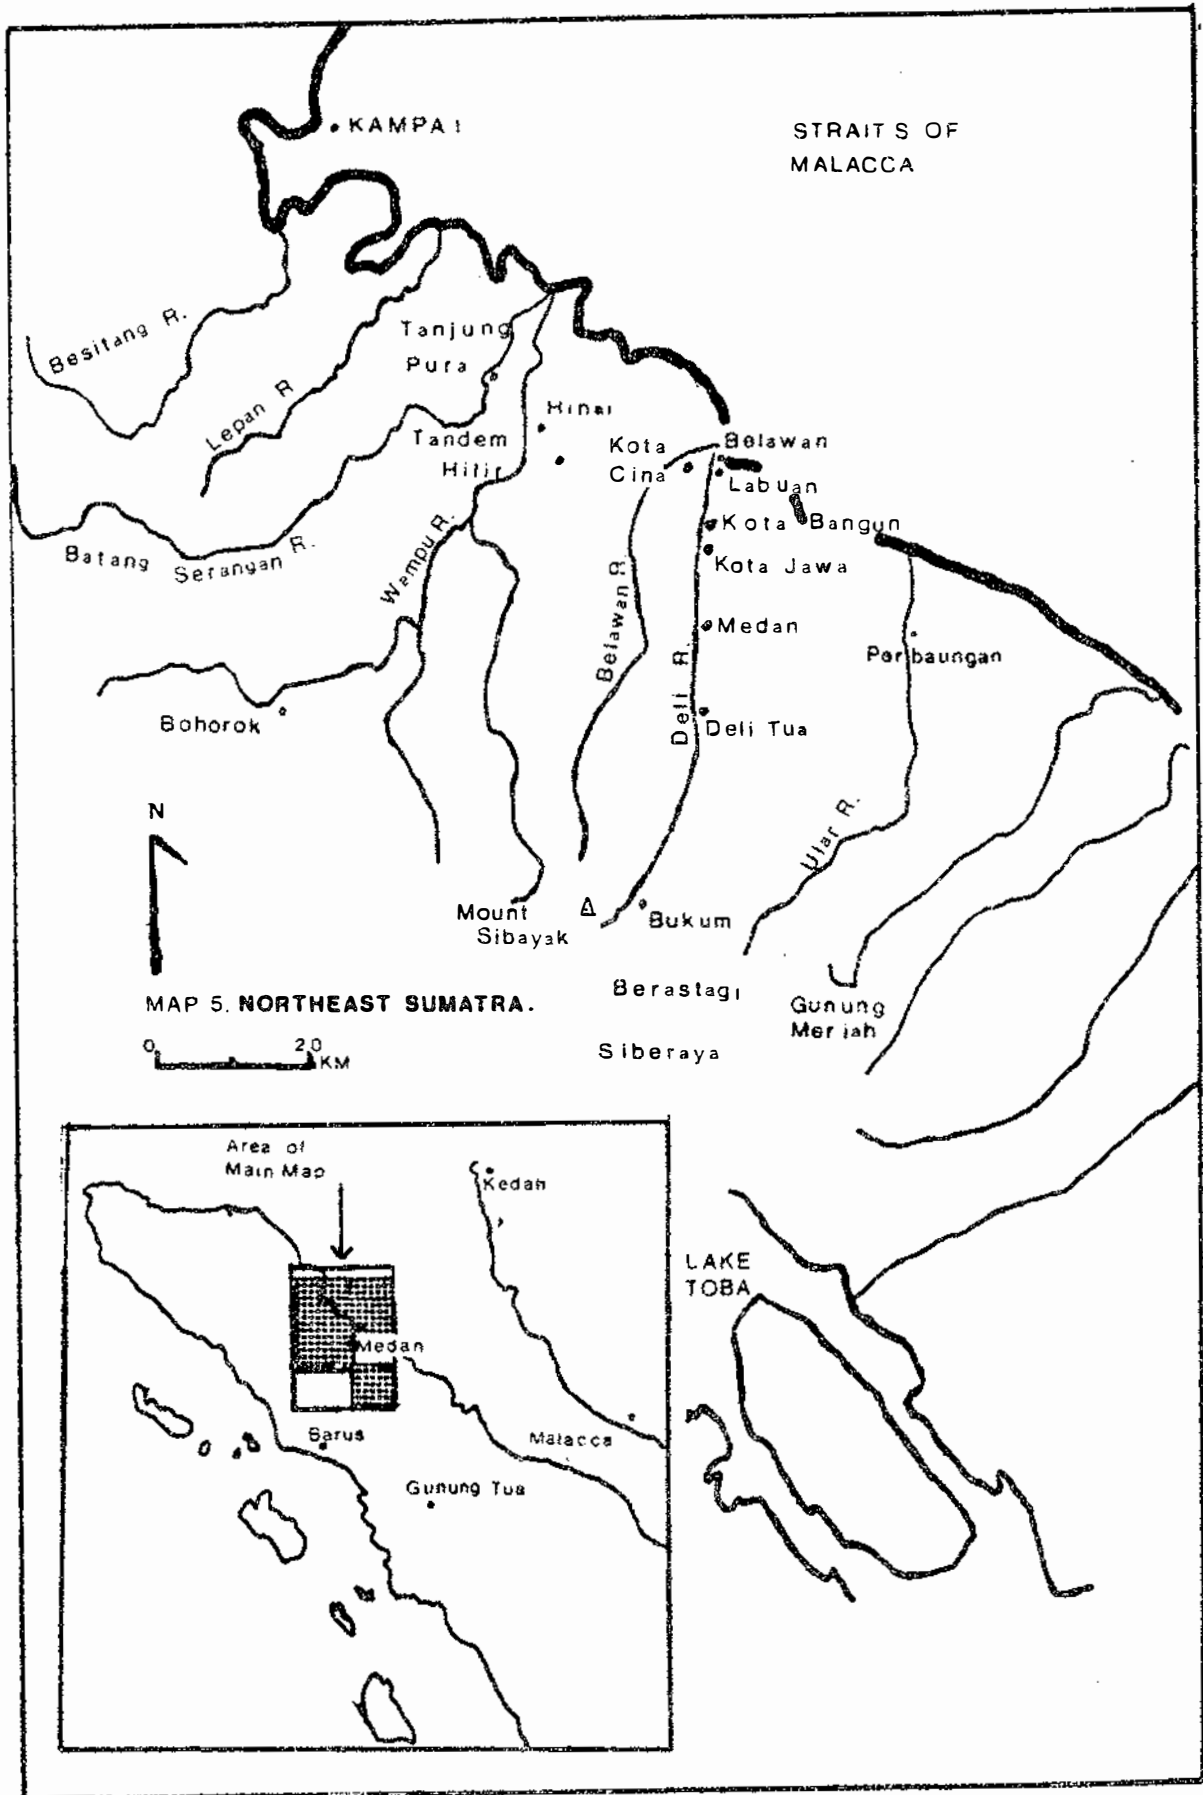 KAMPAI
STRAITS OF
MALACCA
Besitang R.
Lepan R
Tanjung
Pura
Hinai
Tandem
Hilir
Kota
Cina
Belawan
Labuan
Kota Bangun
Kota Jawa
Batang Serangan R.
Wampu R.
Belawan R.
Medan
Deli R.
Perbaungan
Bohorok
Deli Tua
Ular R.
N
Mount
Sibayak
Bukum
Berastagi
Gunung
Meriah
MAP 5. NORTHEAST SUMATRA.
0 20
KM
Siberaya
Area of
Main Map
Kedah
LAKE
TOBA
Medan
Barus
Malacca
Gunung Tua